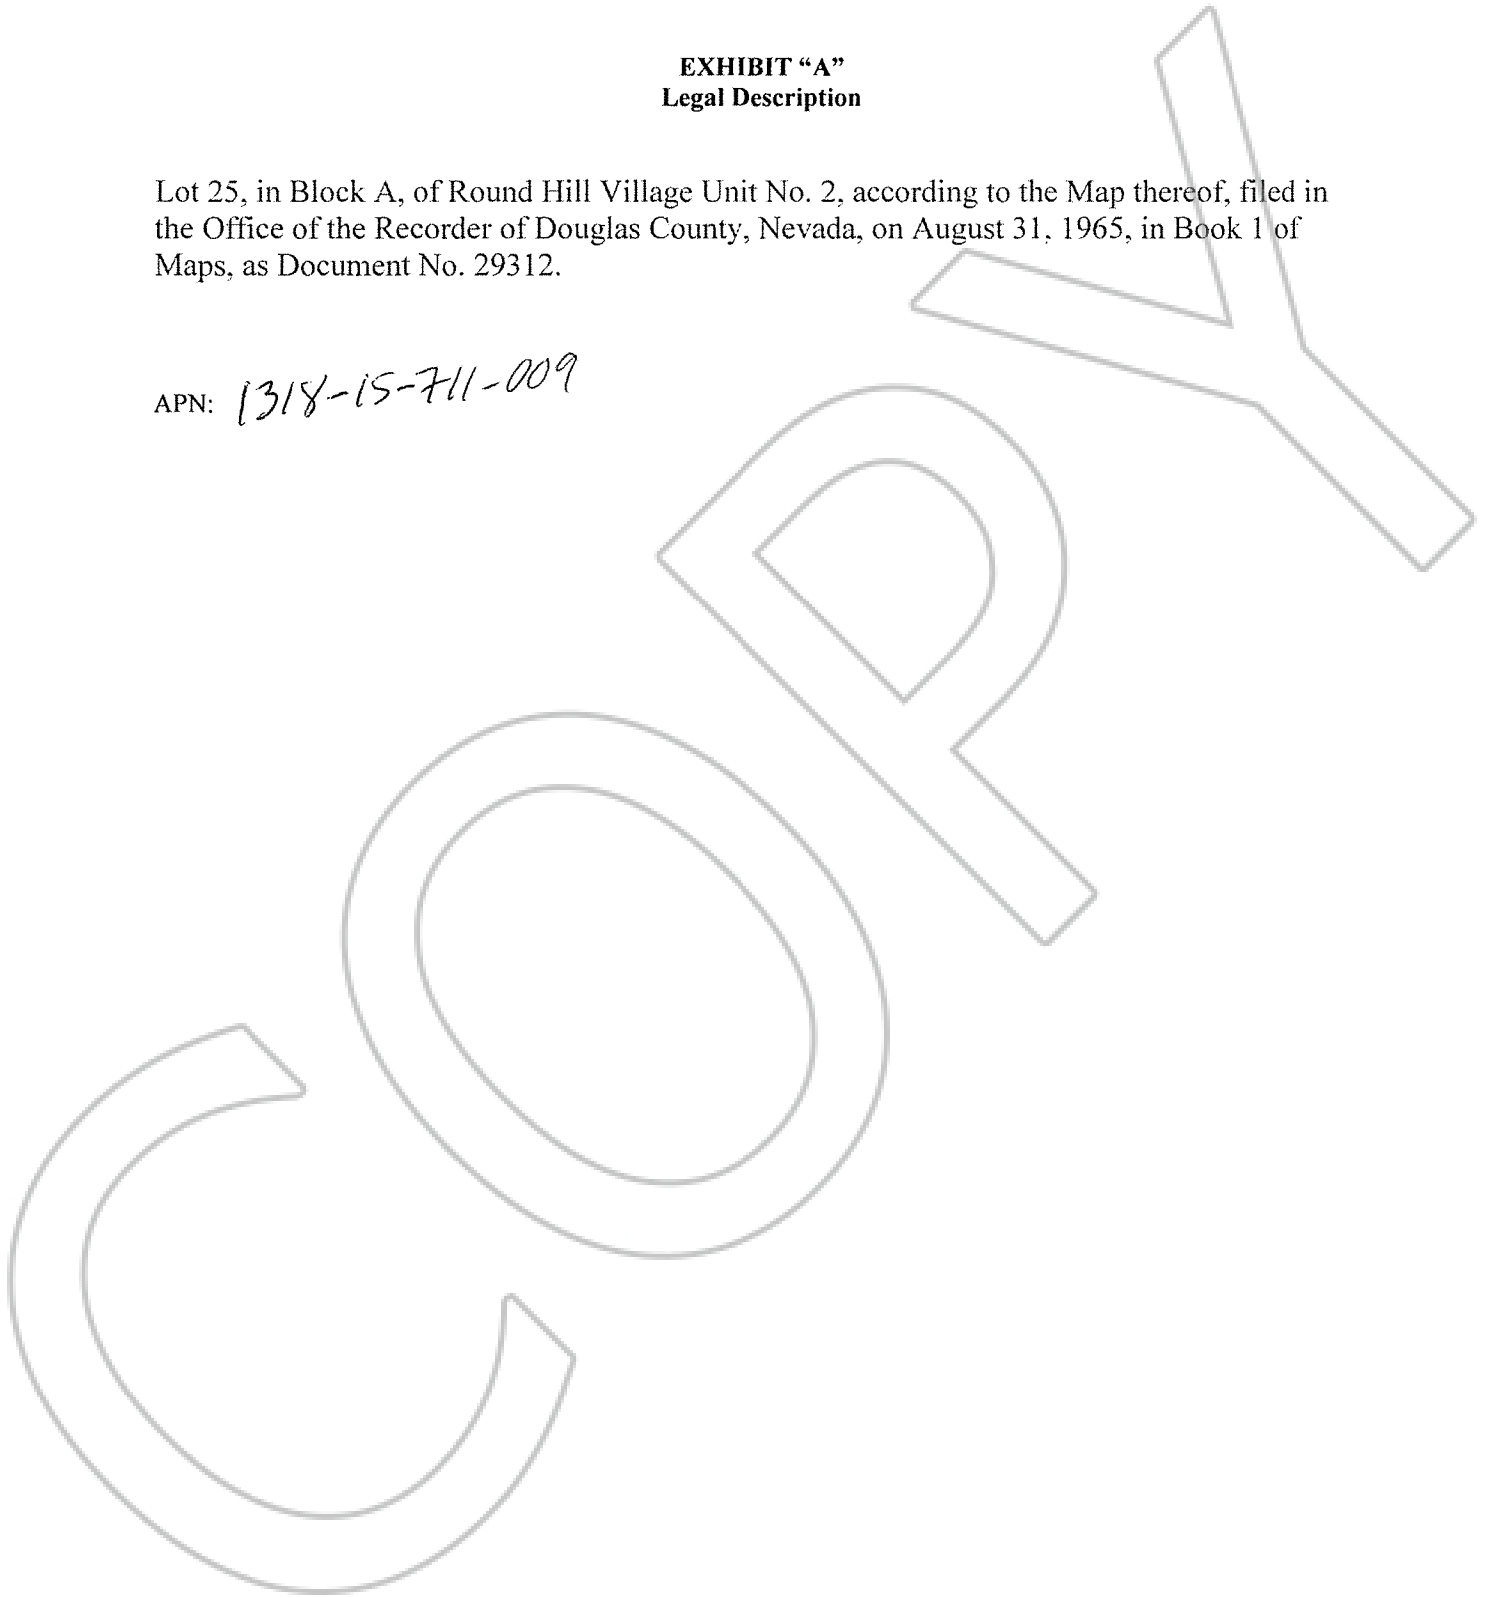 EXHIBIT “A”
Legal Description
Lot 25, in Block A, of Round Hill Village Unit No. 2, according to the Map thereof, filed in
the Office of the Recorder of Douglas County, Nevada, on August 31, 1965, in Book 1 of
Maps, as Document No. 29312.
APN: 1318-15-711-009
COPY